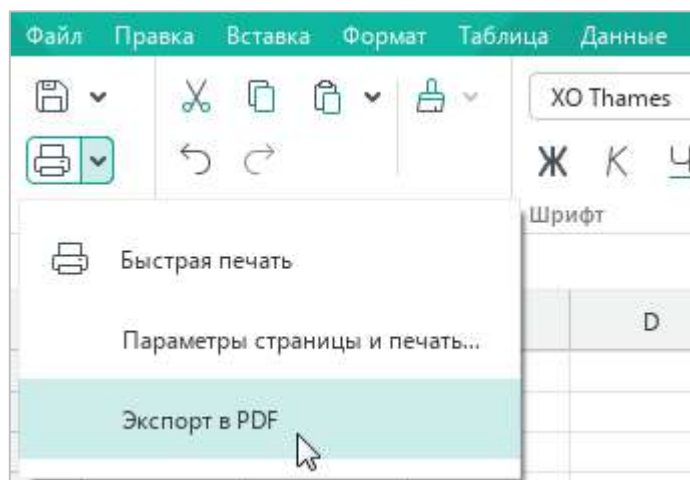 Файл Правка Вставка Формат Таблица Данные
XO Thames
Ж К Ч
Шрифт
Быстрая печать
D
Параметры страницы и печать...
Экспорт в PDF